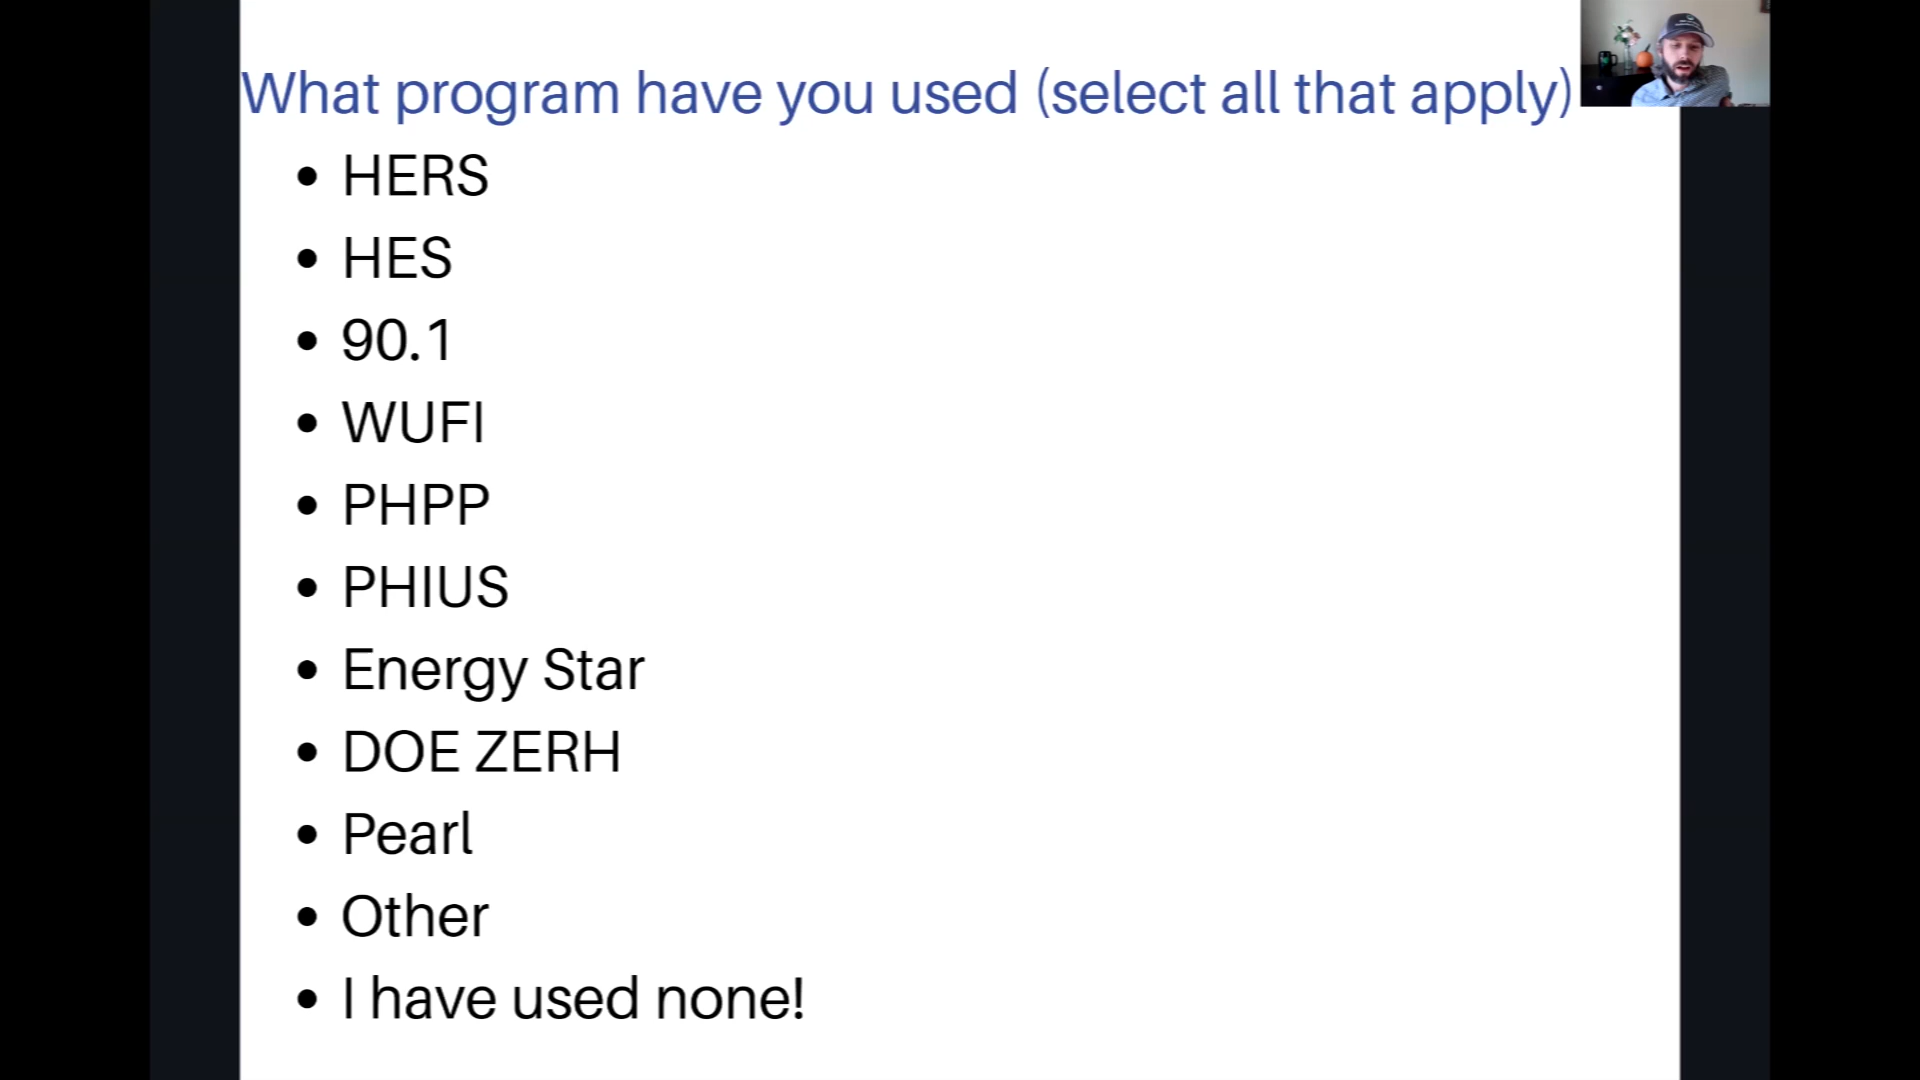 What program have you used (select all that apply)
• HERS
• HES
• 90.1
• WUFI
• PHPP
• PHIUS
• Energy Star
• DOE ZERH
• Pearl
• Other
• I have used none!